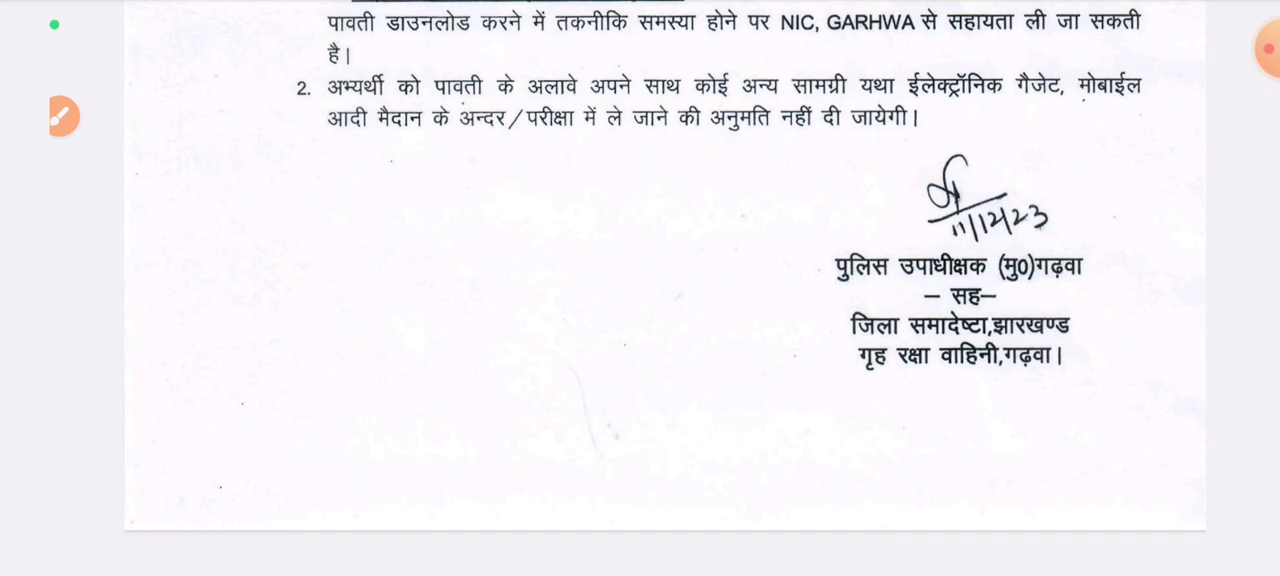 पावती डाउनलोड करने में तकनीकि समस्या होने पर NIC, GARHWA से सहायता ली जा सकती
है।
2. अभ्यर्थी को पावती के अलावे अपने साथ कोई अन्य सामग्री यथा ईलेक्ट्रॉनिक गैजेट, मोबाईल
आदी मैदान के अन्दर/परीक्षा में ले जाने की अनुमति नहीं दी जायेगी।
11/12/23
पुलिस उपाधीक्षक (मु0)गढ़वा
– सह–
जिला समादेष्टा,झारखण्ड
गृह रक्षा वाहिनी,गढ़वा।